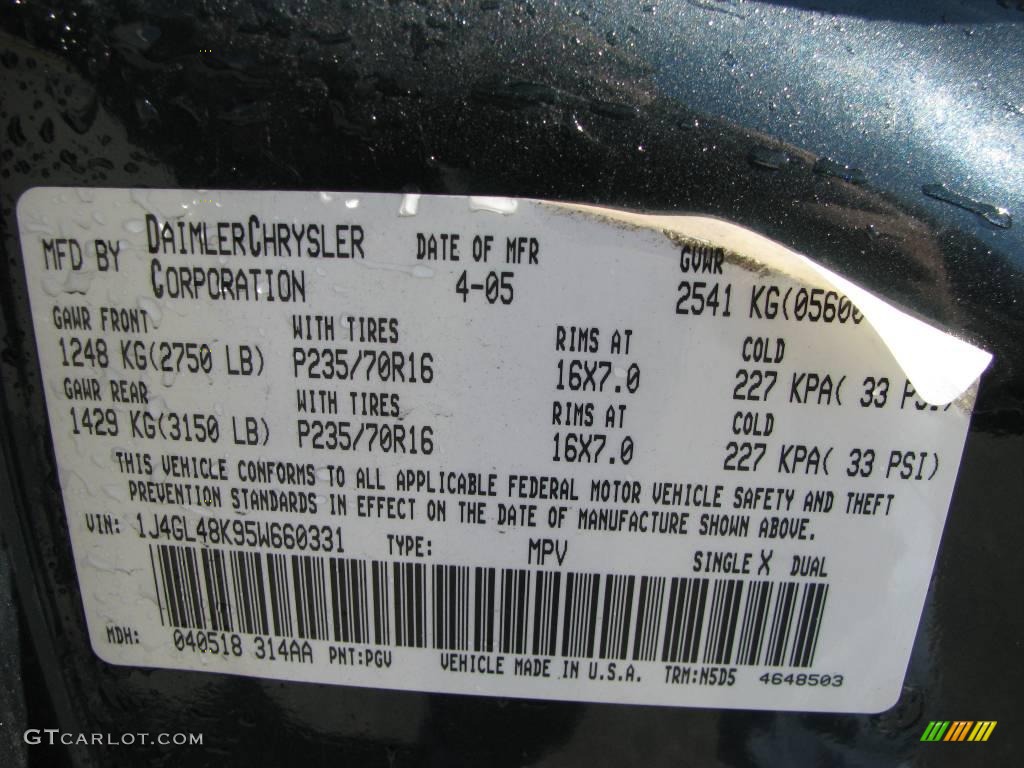 MFD BY DAIMLERCHRYSLER CORPORATION DATE OF MFR 4-05 GVWR
2541 KG(0560
GAWR FRONT WITH TIRES RIMS AT COLD
1248 KG(2750 LB) P235/70R16 16X7.0 227 KPA( 33 PSI)
GAWR REAR WITH TIRES RIMS AT COLD
1429 KG(3150 LB) P235/70R16 16X7.0 227 KPA( 33 PSI)
THIS VEHICLE CONFORMS TO ALL APPLICABLE FEDERAL MOTOR VEHICLE SAFETY AND THEFT
PREVENTION STANDARDS IN EFFECT ON THE DATE OF MANUFACTURE SHOWN ABOVE.
VIN: 1J4GL48K95W660331 TYPE: MPV SINGLE X DUAL
MDH: 040518 314AA PNT:PGV VEHICLE MADE IN U.S.A. TRM:N5D5 4648503
GTCARLOT.COM